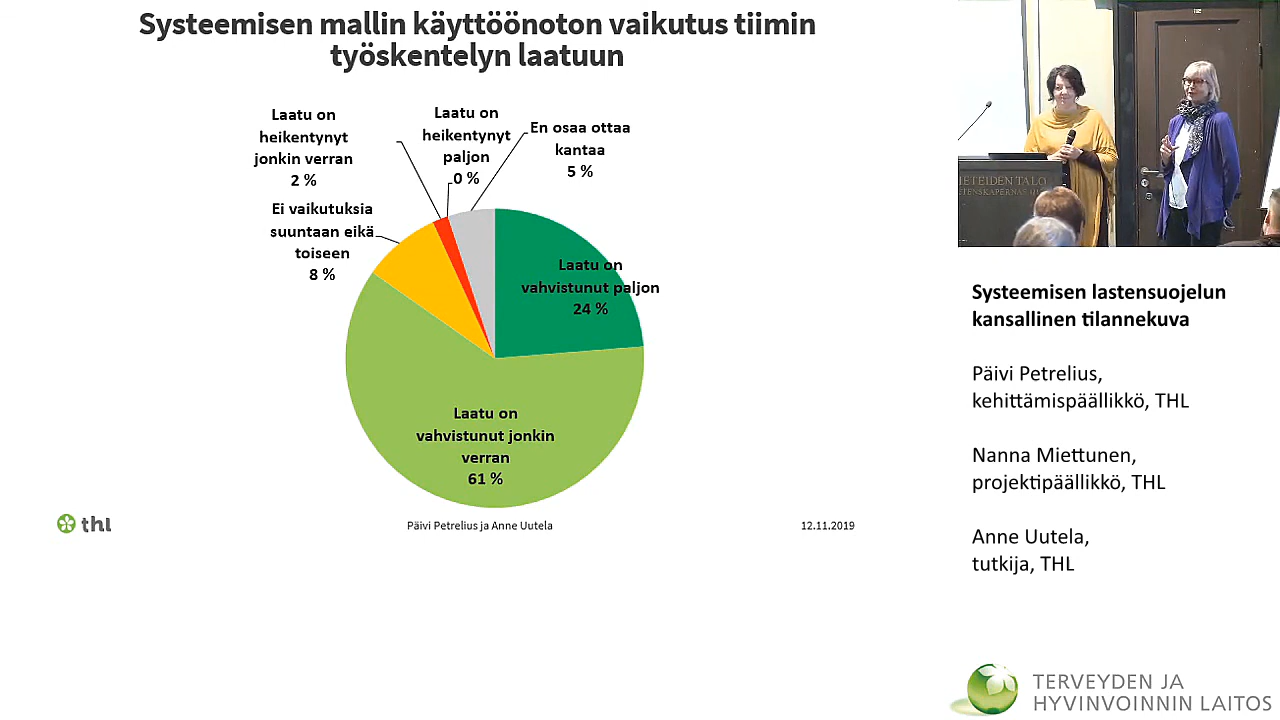 Systeemisen mallin käyttöönoton vaikutus tiimin
työskentelyn laatuun
Laatu on
heikentynyt
jonkin verran
2 %
Laatu on
heikentynyt
paljon
0 %
En osaa ottaa
kantaa
5 %
Ei vaikutuksia
suuntaan eikä
toiseen
8 %
Laatu on
vahvistunut paljon
24 %
Laatu on
vahvistunut jonkin
verran
61 %
thl
Päivi Petrelius ja Anne Uutela
12.11.2019
IETEIDEN TALO
Systeemisen lastensuojelun
kansallinen tilannekuva
Päivi Petrelius,
kehittämispäällikkö, THL
Nanna Miettunen,
projektipäällikkö, THL
Anne Uutela,
tutkija, THL
TERVEYDEN JA
HYVINVOINNIN LAITOS